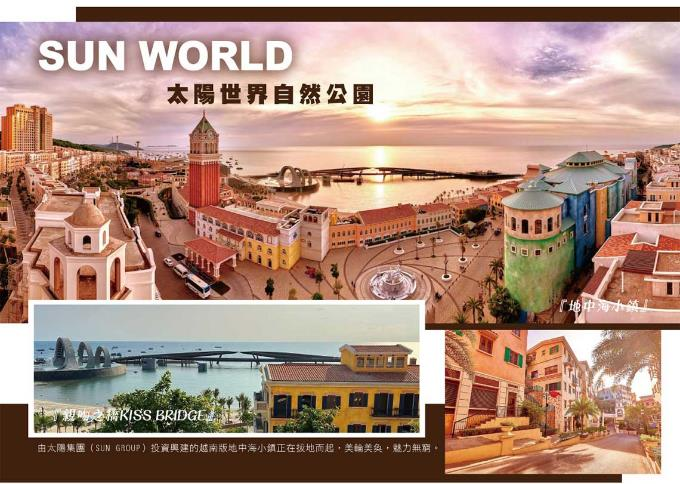 SUN WORLD
太陽世界自然公園
『地中海小鎮』
『親吻之橋KISS BRIDGE』
由太陽集團（SUN GROUP）投資興建的越南版地中海小鎮正在拔地而起，美輪美奐，魅力無窮。